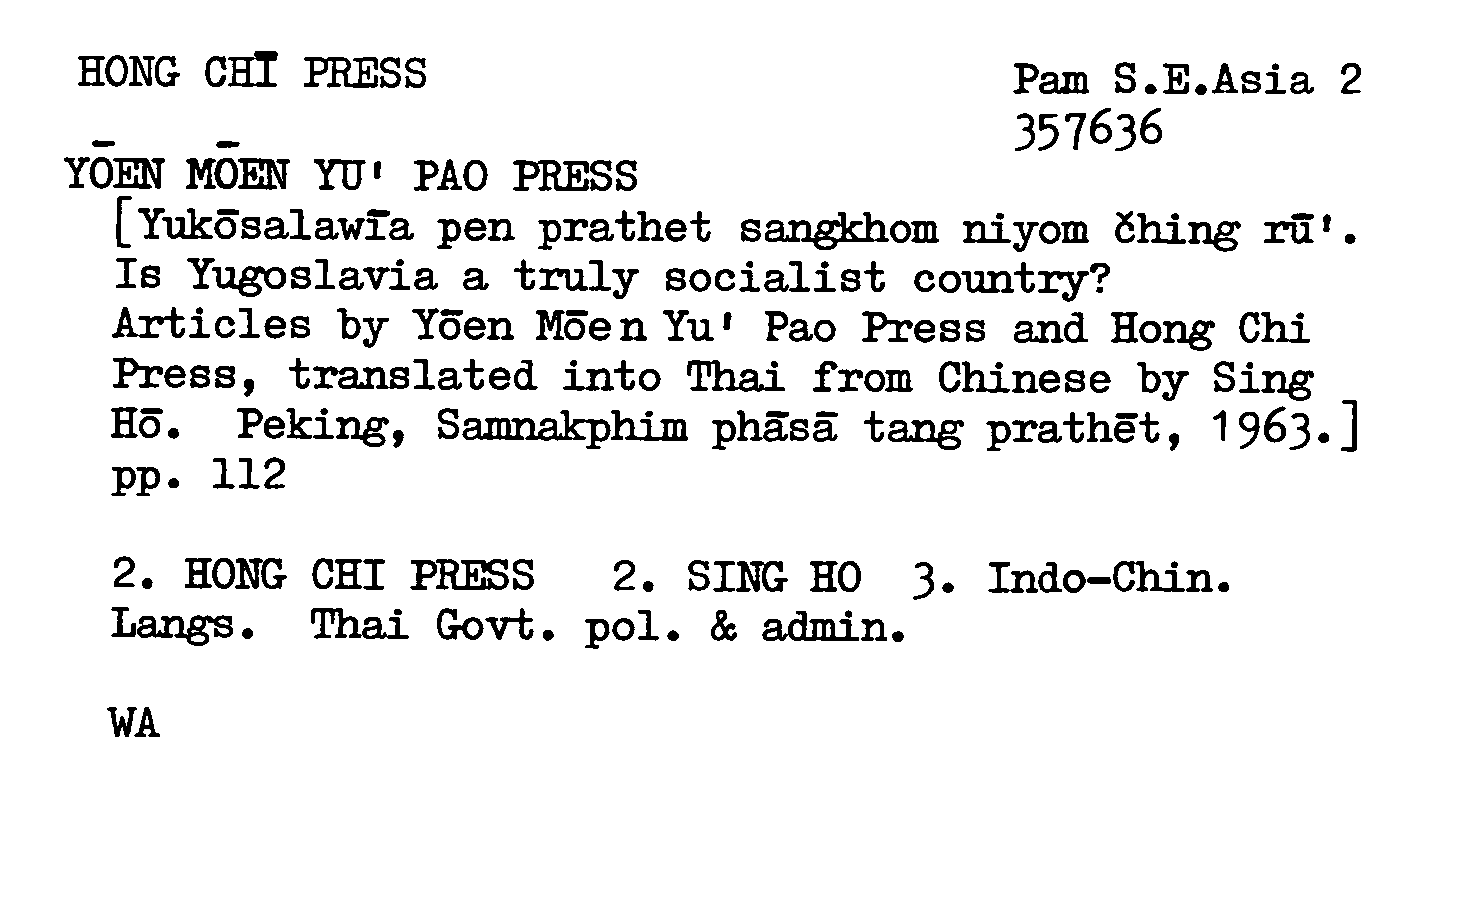 HONG CHĪ PRESS
Pam S.E.Asia 2
357636
YŌEN MŌEN YU' PAO PRESS
[Yukōsalawīa pen prathet sangkhom niyom čhing rū'.
Is Yugoslavia a truly socialist country?
Articles by Yōen Mōen Yu' Pao Press and Hong Chi
Press, translated into Thai from Chinese by Sing
Hō. Peking, Samnakphim phāsā tang prathēt, 1963.]
pp. 112
2. HONG CHI PRESS 2. SING HO 3. Indo-Chin.
Langs. Thai Govt. pol. & admin.
WA